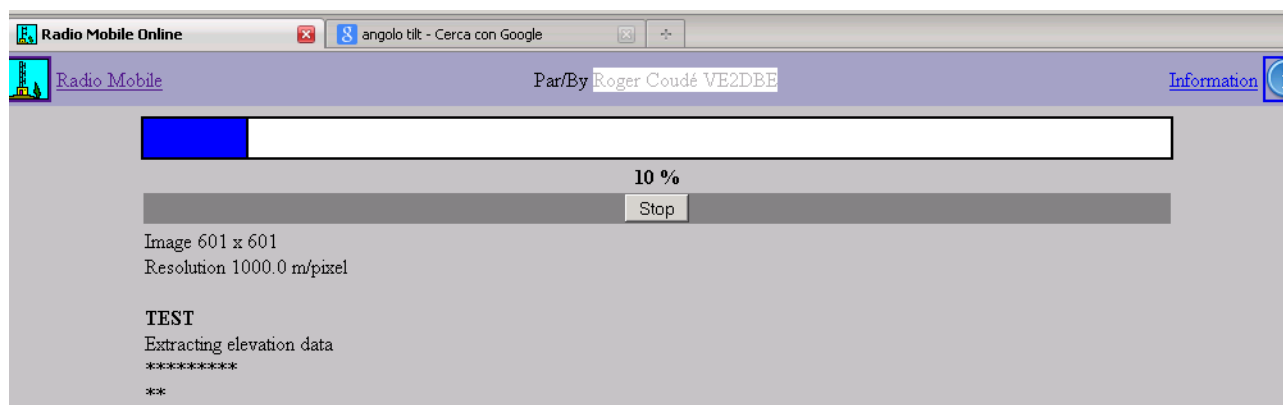 Radio Mobile Online
angolo tilt - Cerca con Google
Radio Mobile Par/By Roger Coudé VE2DBE Information
10 %
Stop
Image 601 x 601
Resolution 1000.0 m/pixel
TEST
Extracting elevation data
*********
**